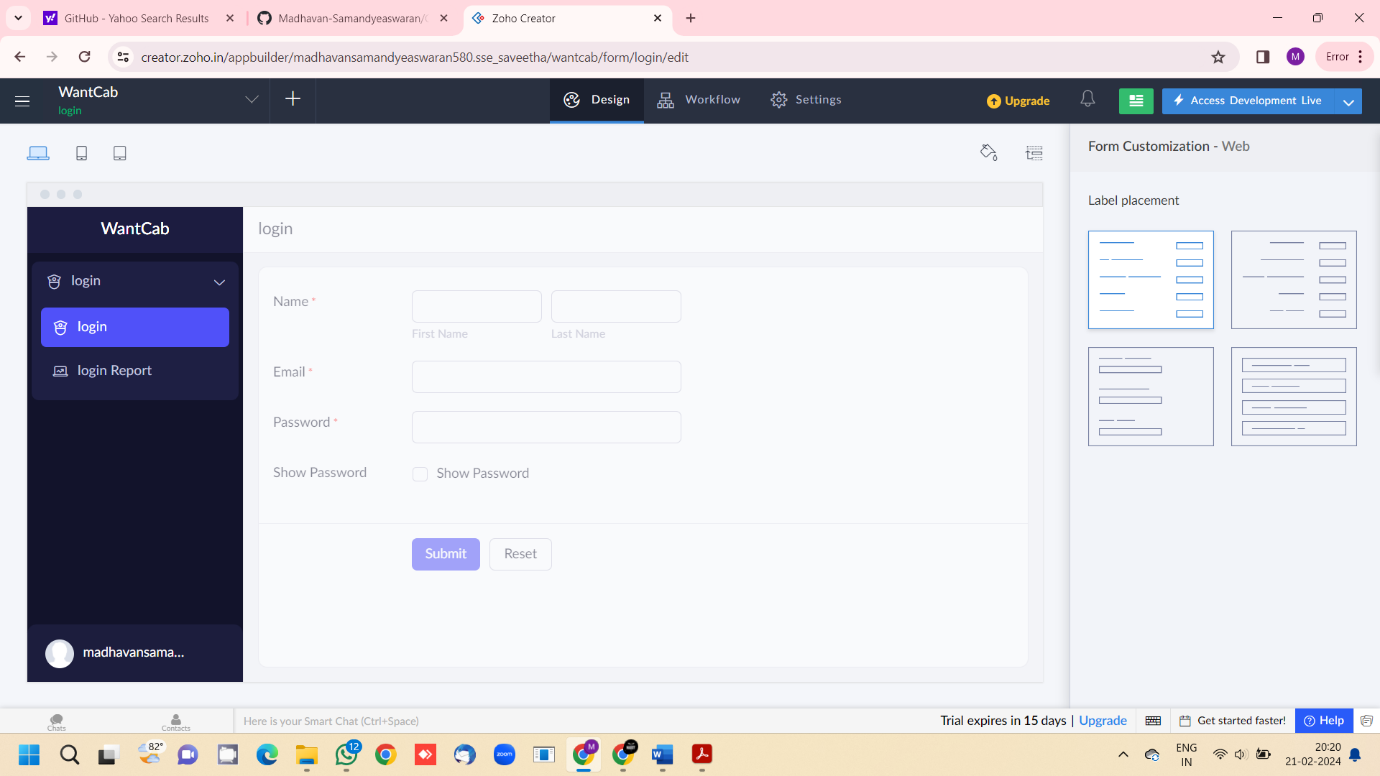 GitHub - Yahoo Search Results
Madhavan-Samandyeaswaran/
Zoho Creator
creator.zoho.in/appbuilder/madhavansamandyeaswaran580.sse_saveetha/wantcab/form/login/edit
M
Error
WantCab
login
Design
Workflow
Settings
Upgrade
Access Development Live
Form Customization - Web
Label placement
WantCab
login
login
login
login Report
Name *
First Name
Last Name
Email *
Password *
Show Password
Show Password
Submit
Reset
madhavansama...
Chats
Contacts
Here is your Smart Chat (Ctrl+Space)
Trial expires in 15 days | Upgrade
Get started faster!
Help
82°
12
zoom
M
ENG
IN
20:20
21-02-2024